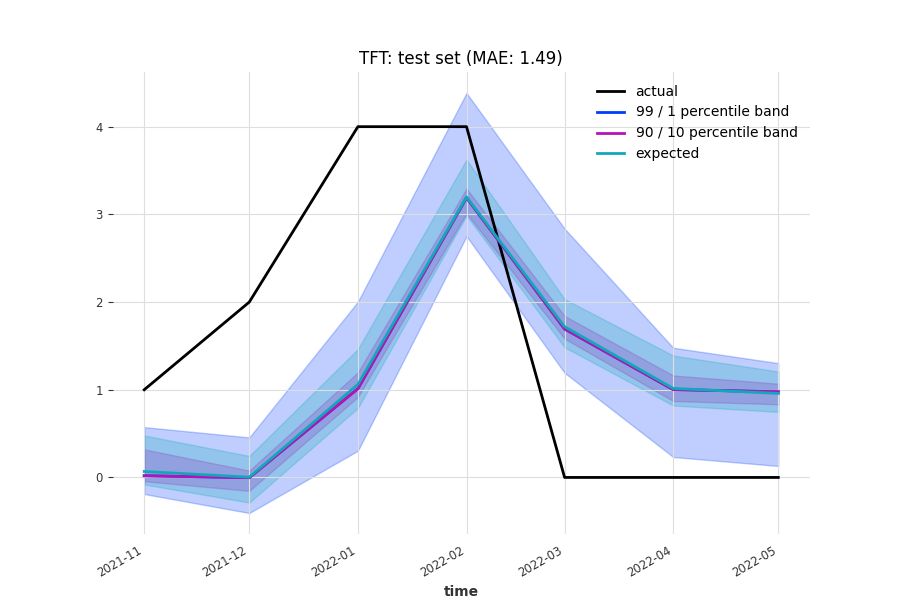 TFT: test set (MAE: 1.49)
actual
99 / 1 percentile band
90 / 10 percentile band
expected
4
3
2
1
0
2021-11
2021-12
2022-01
2022-02
2022-03
2022-04
2022-05
time